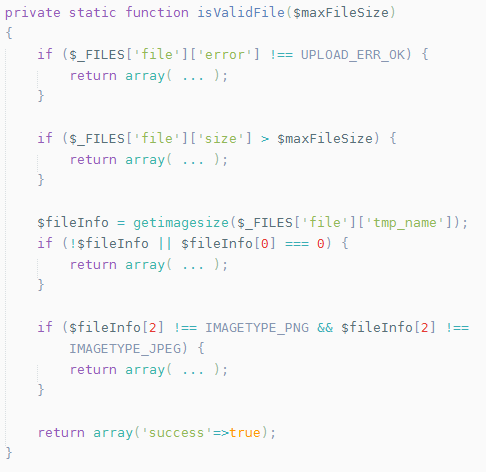 private static function isValidFile($maxFileSize)
{
    if ($_FILES['file']['error'] !== UPLOAD_ERR_OK) {
        return array( ... );
    }

    if ($_FILES['file']['size'] > $maxFileSize) {
        return array( ... );
    }

    $fileInfo = getimagesize($_FILES['file']['tmp_name']);
    if (!$fileInfo || $fileInfo[0] === 0) {
        return array( ... );
    }

    if ($fileInfo[2] !== IMAGETYPE_PNG && $fileInfo[2] !==
        IMAGETYPE_JPEG) {
        return array( ... );
    }

    return array('success'=>true);
}